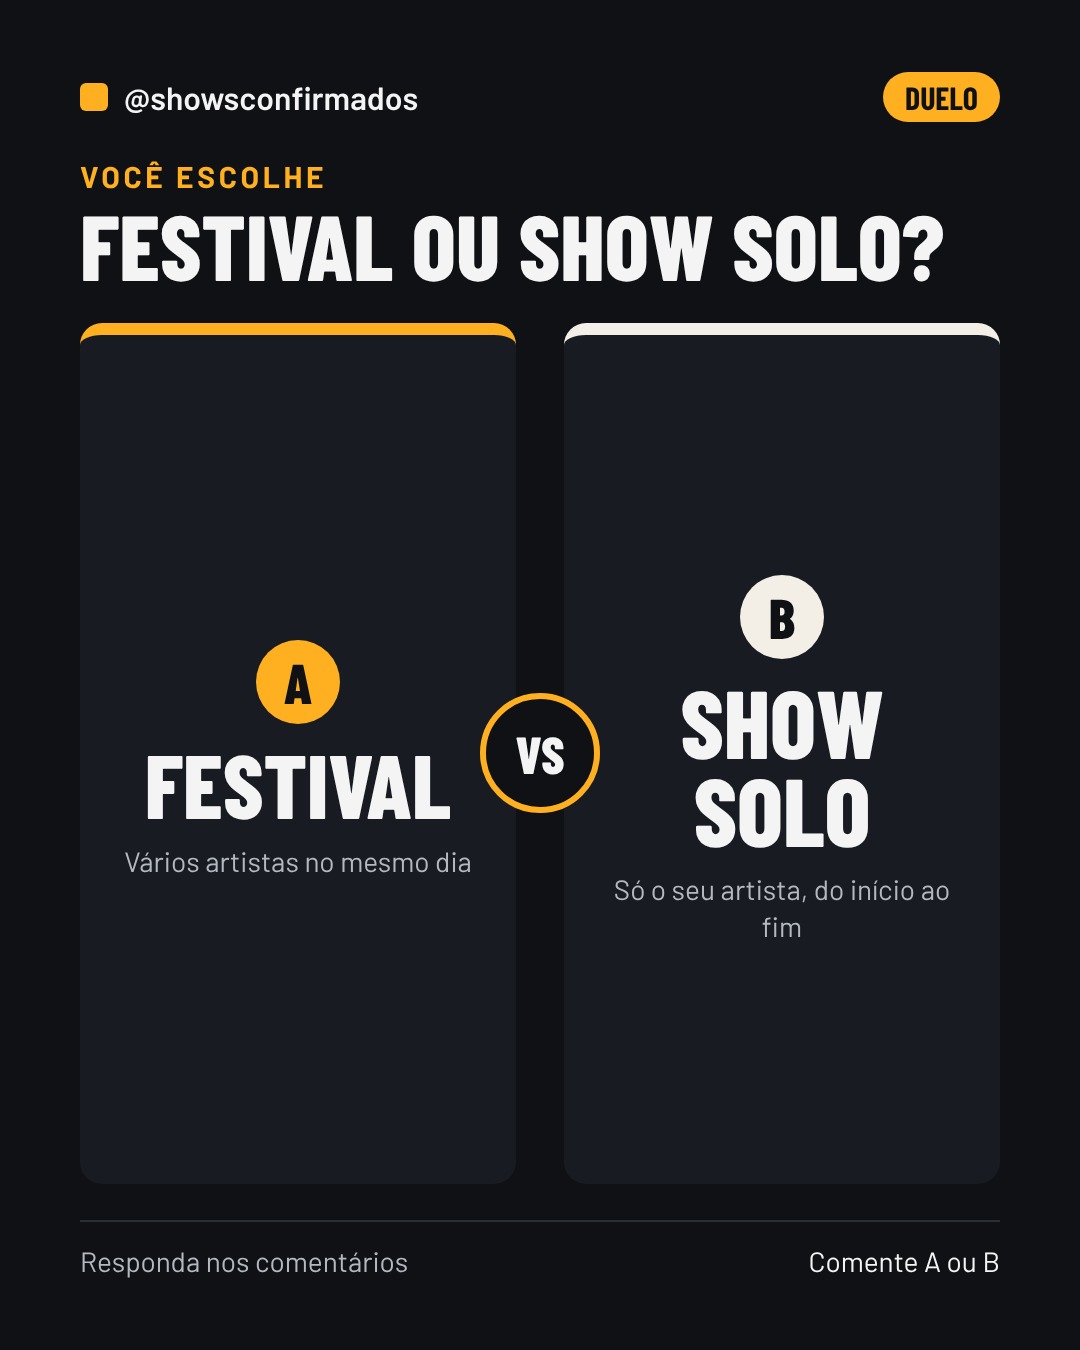 @showsconfirmados
DUELO
VOCÊ ESCOLHE
FESTIVAL OU SHOW SOLO?
A
FESTIVAL
Vários artistas no mesmo dia
VS
B
SHOW
SOLO
Só o seu artista, do início ao
fim
Responda nos comentários
Comente A ou B